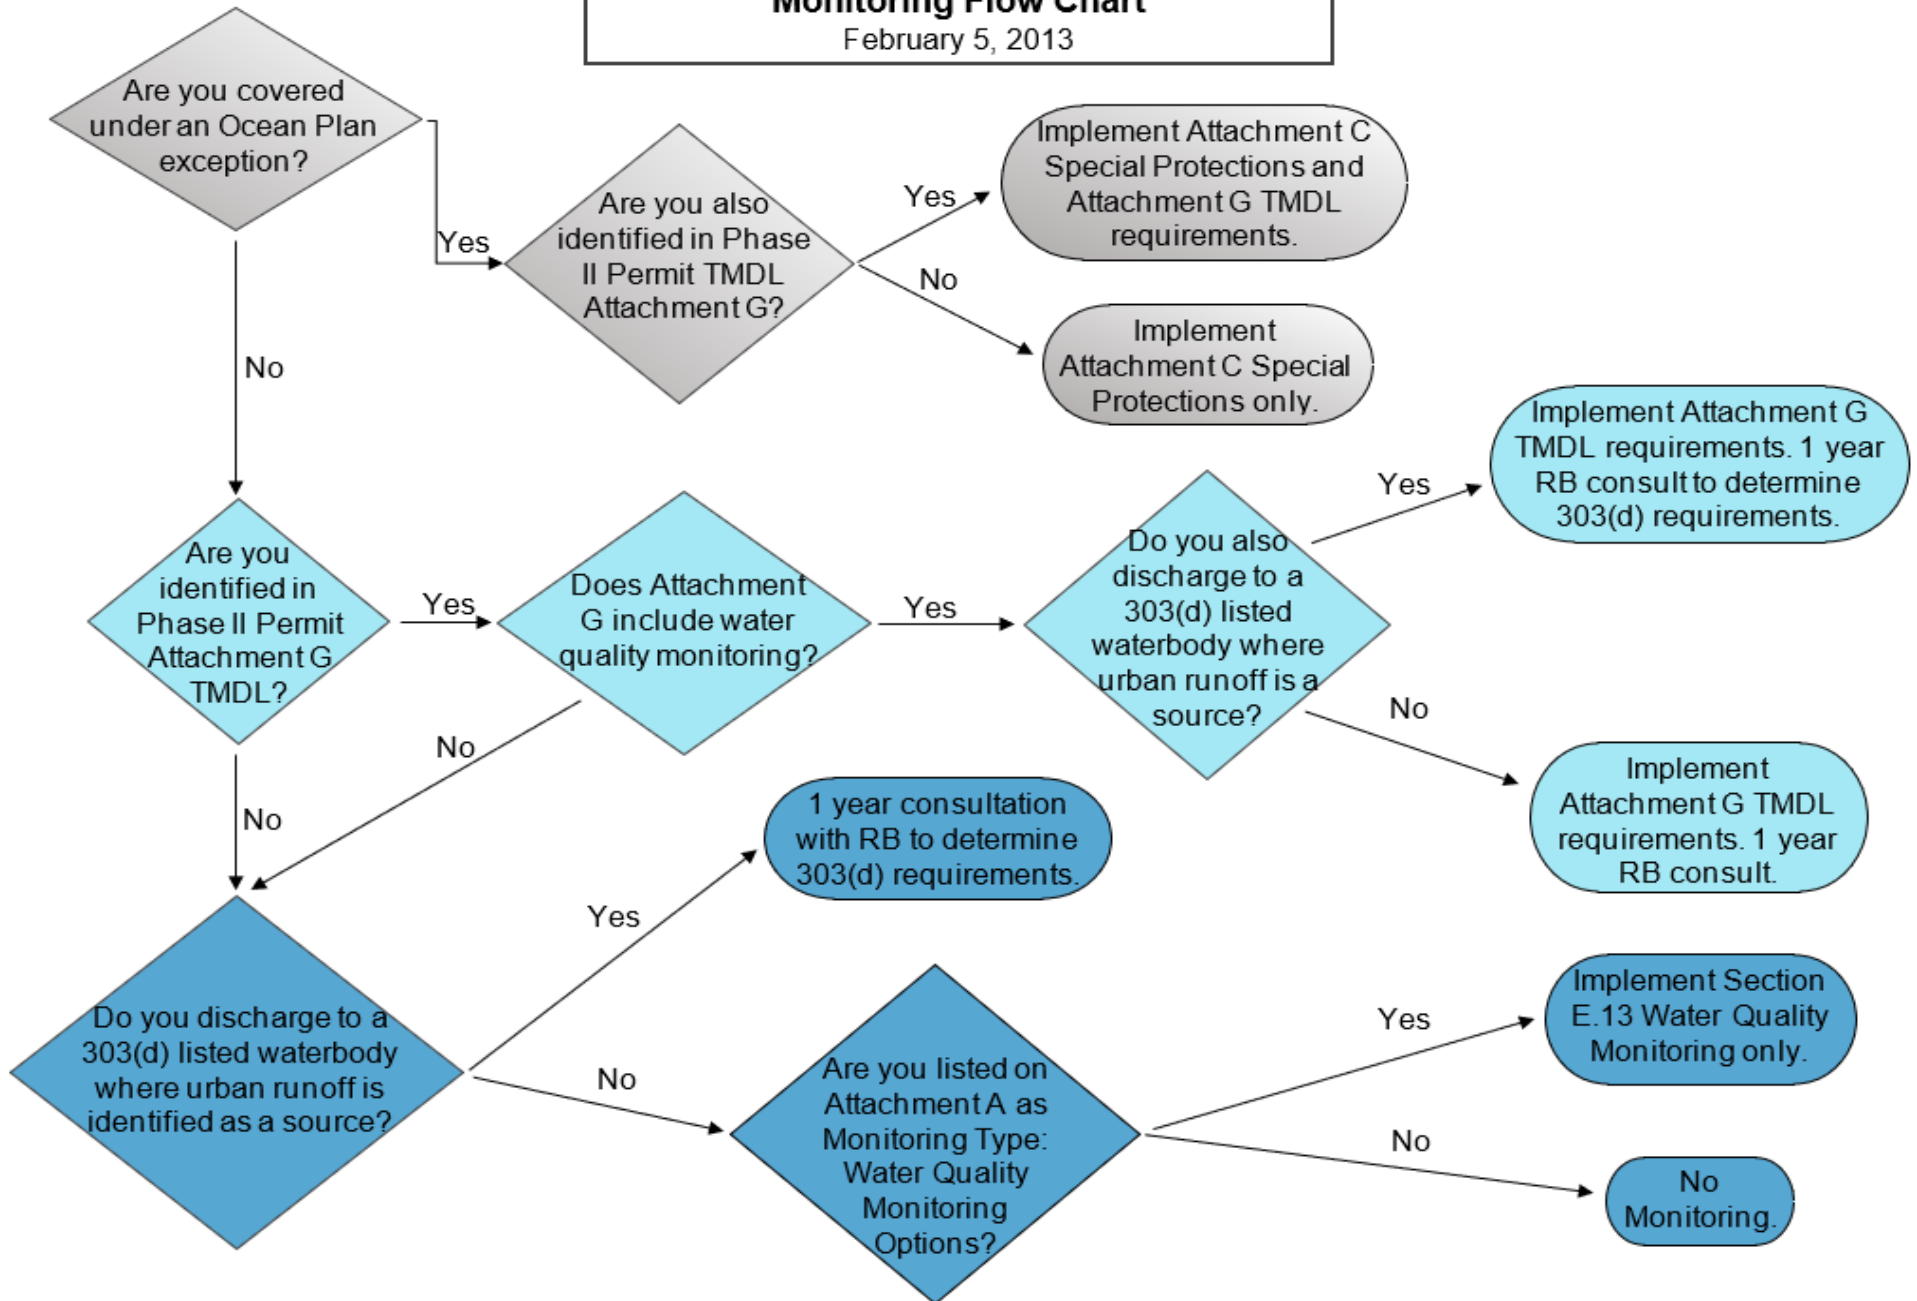 Monitoring Flow Chart
February 5, 2013
Are you covered
under an Ocean Plan
exception?
Yes
No
Are you also
identified in Phase
II Permit TMDL
Attachment G?
Yes
No
Implement Attachment C
Special Protections and
Attachment G TMDL
requirements.
Implement
Attachment C Special
Protections only.
Are you
identified in
Phase II Permit
Attachment G
TMDL?
Yes
No
Does Attachment
G include water
quality monitoring?
Yes
No
Do you also
discharge to a
303(d) listed
waterbody where
urban runoff is a
source?
Yes
No
Implement Attachment G
TMDL requirements. 1 year
RB consult to determine
303(d) requirements.
Implement
Attachment G TMDL
requirements. 1 year
RB consult.
Do you discharge to a
303(d) listed waterbody
where urban runoff is
identified as a source?
Yes
No
1 year consultation
with RB to determine
303(d) requirements.
Are you listed on
Attachment A as
Monitoring Type:
Water Quality
Monitoring
Options?
Yes
No
Implement Section
E.13 Water Quality
Monitoring only.
No
Monitoring.